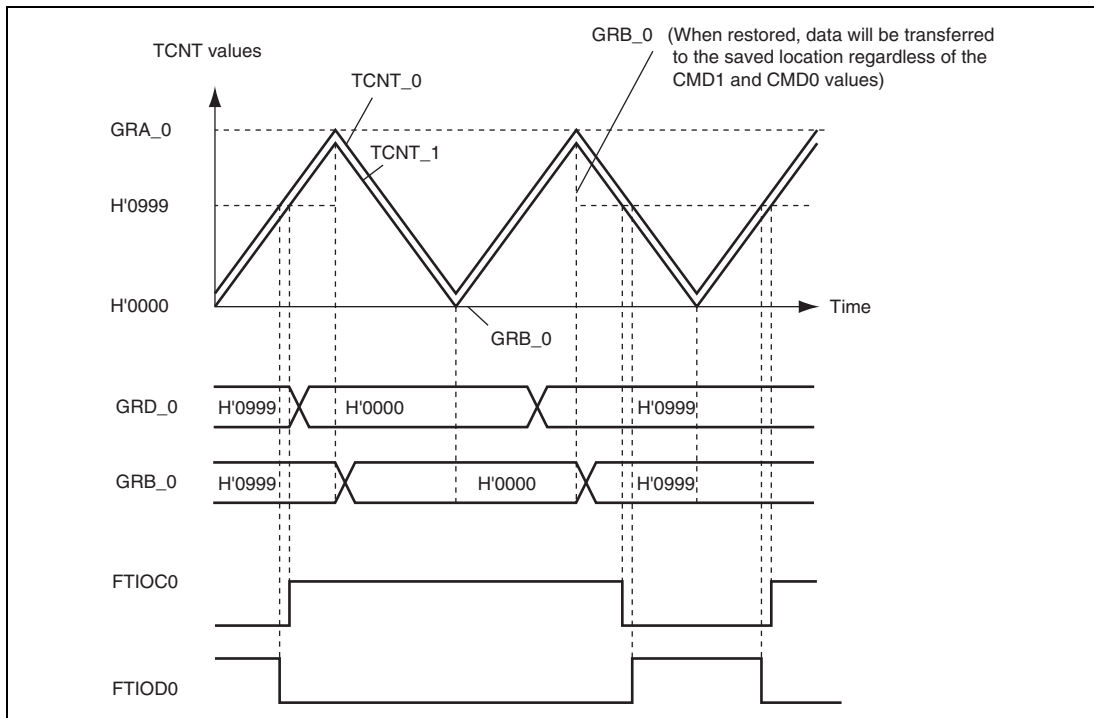 GRB_0 (When restored, data will be transferred
to the saved location regardless of the
CMD1 and CMD0 values)
TCNT values
TCNT_0
GRA_0
TCNT_1
H'0999
H'0000
Time
GRB_0
GRD_0
H'0999
H'0000
H'0999
GRB_0
H'0999
H'0000
H'0999
FTIOC0
FTIOD0